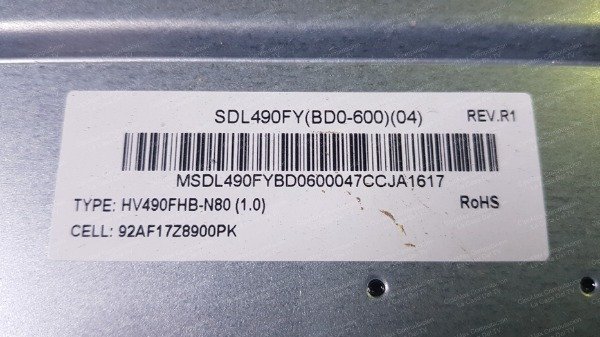 SDL490FY(BD0-600)(04) REV.R1
MSDL490FYBD0600047CCJA1617
TYPE: HV490FHB-N80 (1.0) RoHS
CELL: 92AF17Z8900PK